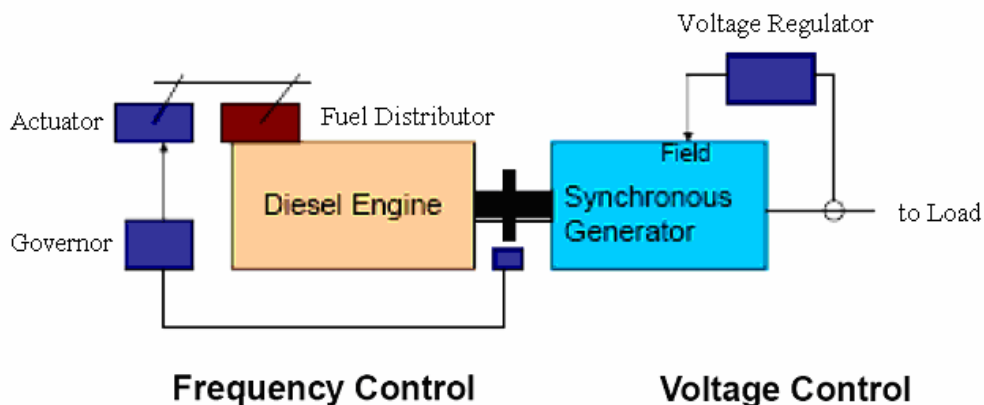 Voltage Regulator
Actuator
Fuel Distributor
Field
Diesel Engine
Synchronous
Generator
to Load
Governor
Frequency Control
Voltage Control